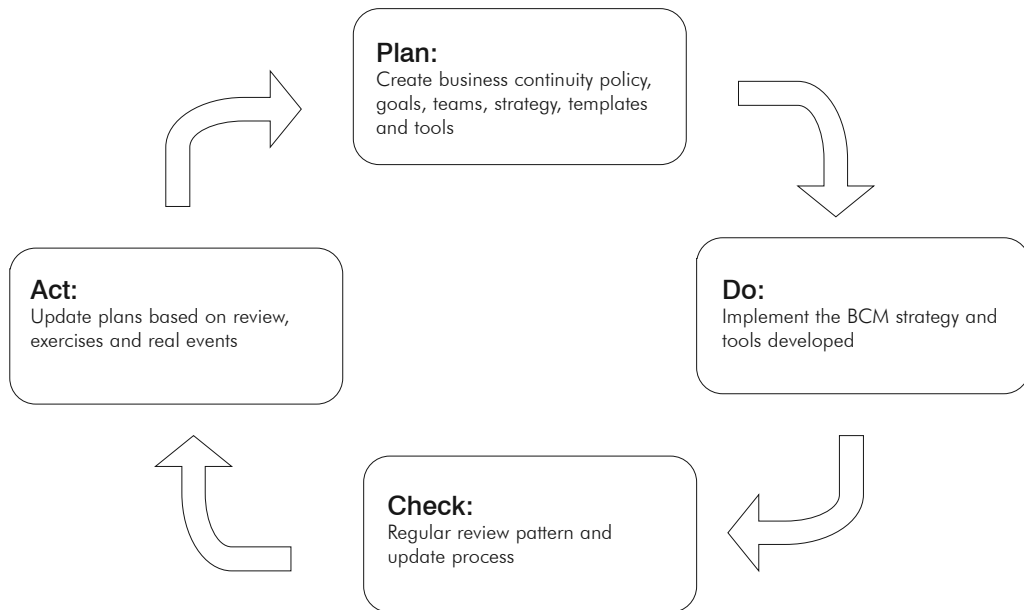 Plan:
Create business continuity policy,
goals, teams, strategy, templates
and tools
Act:
Update plans based on review,
exercises and real events
Do:
Implement the BCM strategy and
tools developed
Check:
Regular review pattern and
update process